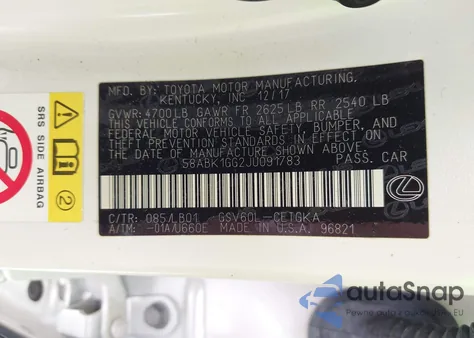 MFD. BY: TOYOTA MOTOR MANUFACTURING,
KENTUCKY, INC 12/17
GVWR: 4700LB GAWR FR 2625 LB RR 2540 LB
THIS VEHICLE CONFORMS TO ALL APPLICABLE
FEDERAL MOTOR VEHICLE SAFETY, BUMPER, AND
THEFT PREVENTION STANDARDS IN EFFECT ON
THE DATE OF MANUFACTURE SHOWN ABOVE.
58ABK1GG2JU091783 PASS. CAR
C/TR: 085/LB01 GSV60L-CETGKA
A/TM: -01A/U660E MADE IN U.S.A. 96821
SRS SIDE AIRBAG
autoSnap